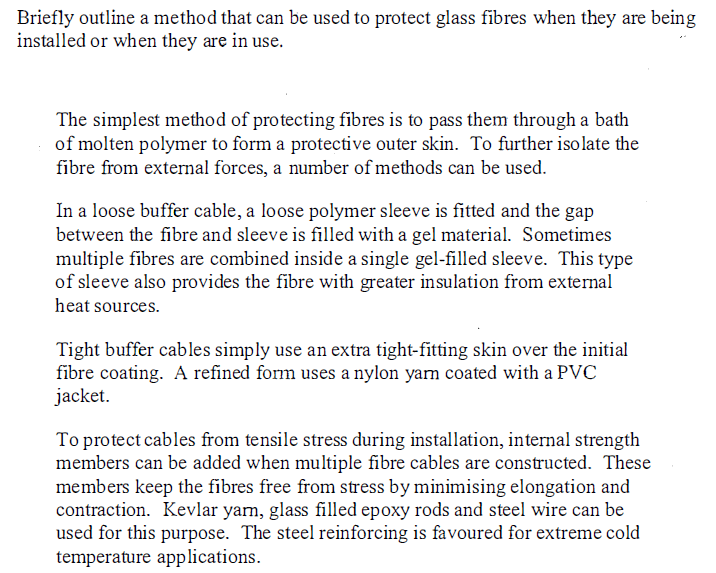 Briefly outline a method that can be used to protect glass fibres when they are being
installed or when they are in use.
The simplest method of protecting fibres is to pass them through a bath
of molten polymer to form a protective outer skin. To further isolate the
fibre from external forces, a number of methods can be used.
In a loose buffer cable, a loose polymer sleeve is fitted and the gap
between the fibre and sleeve is filled with a gel material. Sometimes
multiple fibres are combined inside a single gel-filled sleeve. This type
of sleeve also provides the fibre with greater insulation from external
heat sources.
Tight buffer cables simply use an extra tight-fitting skin over the initial
fibre coating. A refined form uses a nylon yarn coated with a PVC
jacket.
To protect cables from tensile stress during installation, internal strength
members can be added when multiple fibre cables are constructed. These
members keep the fibres free from stress by minimising elongation and
contraction. Kevlar yarn, glass filled epoxy rods and steel wire can be
used for this purpose. The steel reinforcing is favoured for extreme cold
temperature applications.